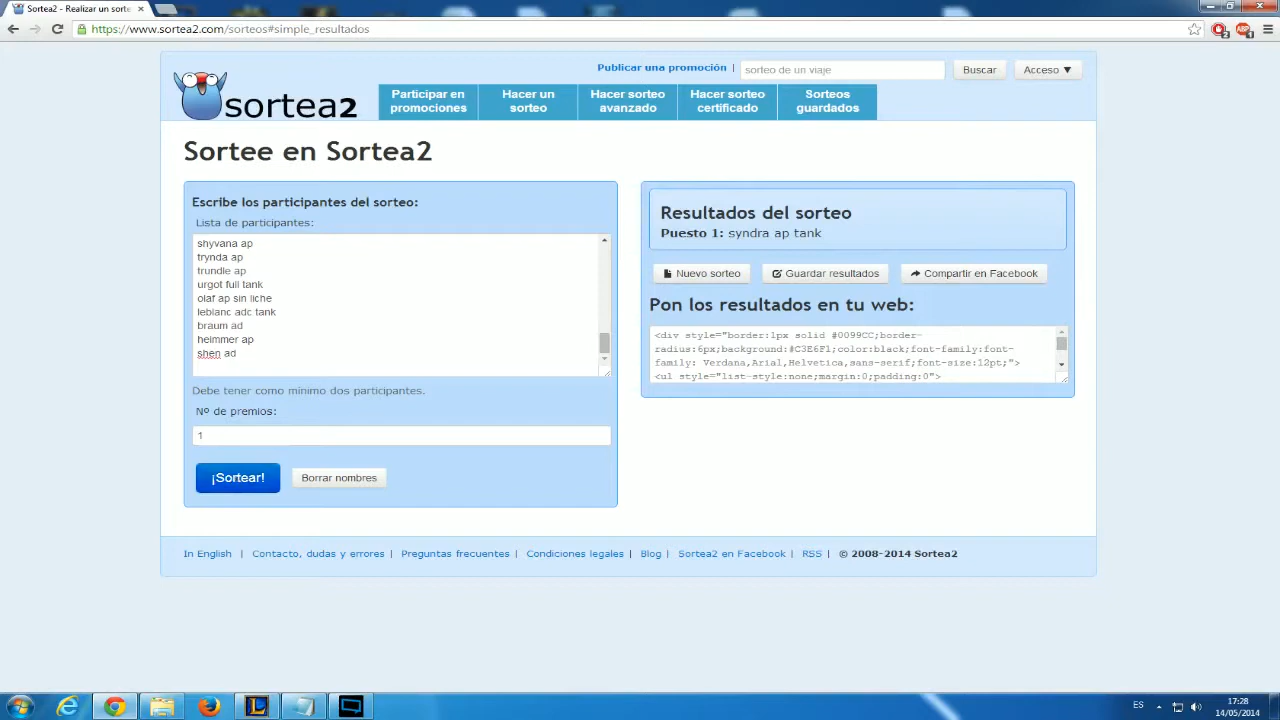 Sortea2 - Realizar un sorte
https://www.sortea2.com/sorteos#simple_resultados
Publicar una promoción |
sorteo de un viaje
Buscar
Acceso ▼
sortea2
Participar en promociones
Hacer un sorteo
Hacer sorteo avanzado
Hacer sorteo certificado
Sorteos guardados
Sortee en Sortea2
Escribe los participantes del sorteo:
Lista de participantes:
shyvana ap
trynda ap
trundle ap
urgot full tank
olaf ap sin liche
leblanc adc tank
braum ad
heimmer ap
shen ad
Debe tener como mínimo dos participantes.
Nº de premios:
1
¡Sortear!
Borrar nombres
Resultados del sorteo
Puesto 1: syndra ap tank
Nuevo sorteo
Guardar resultados
Compartir en Facebook
Pon los resultados en tu web:
<div style="border:1px solid #0099CC;border-
radius:6px;background:#C3E6F1;color:black;font-family:font-
family: Verdana,Arial,Helvetica,sans-serif;font-size:12pt;">
<ul style="list-style:none;margin:0;padding:0">
In English | Contacto, dudas y errores | Preguntas frecuentes | Condiciones legales | Blog | Sortea2 en Facebook | RSS | © 2008-2014 Sortea2
ES
17:28
14/05/2014